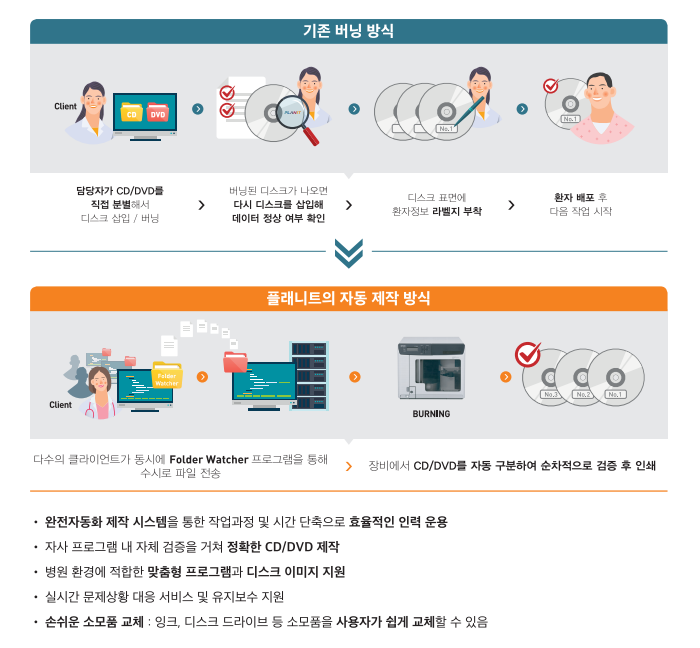 기존 버닝 방식
Client
CD
DVD
No.1
No.1
담당자가 CD/DVD를
직접 분별해서
디스크 삽입 / 버닝
버닝된 디스크가 나오면
다시 디스크를 삽입해
데이터 정상 여부 확인
디스크 표면에
환자정보 라벨지 부착
환자 배포 후
다음 작업 시작
플래니트의 자동 제작 방식
Client
Folder
Watcher
BURNING
No.3
No.2
No.1
다수의 클라이언트가 동시에 Folder Watcher 프로그램을 통해
수시로 파일 전송
장비에서 CD/DVD를 자동 구분하여 순차적으로 검증 후 인쇄
• 완전자동화 제작 시스템을 통한 작업과정 및 시간 단축으로 효율적인 인력 운용
• 자사 프로그램 내 자체 검증을 거쳐 정확한 CD/DVD 제작
• 병원 환경에 적합한 맞춤형 프로그램과 디스크 이미지 지원
• 실시간 문제상황 대응 서비스 및 유지보수 지원
• 손쉬운 소모품 교체 : 잉크, 디스크 드라이브 등 소모품을 사용자가 쉽게 교체할 수 있음